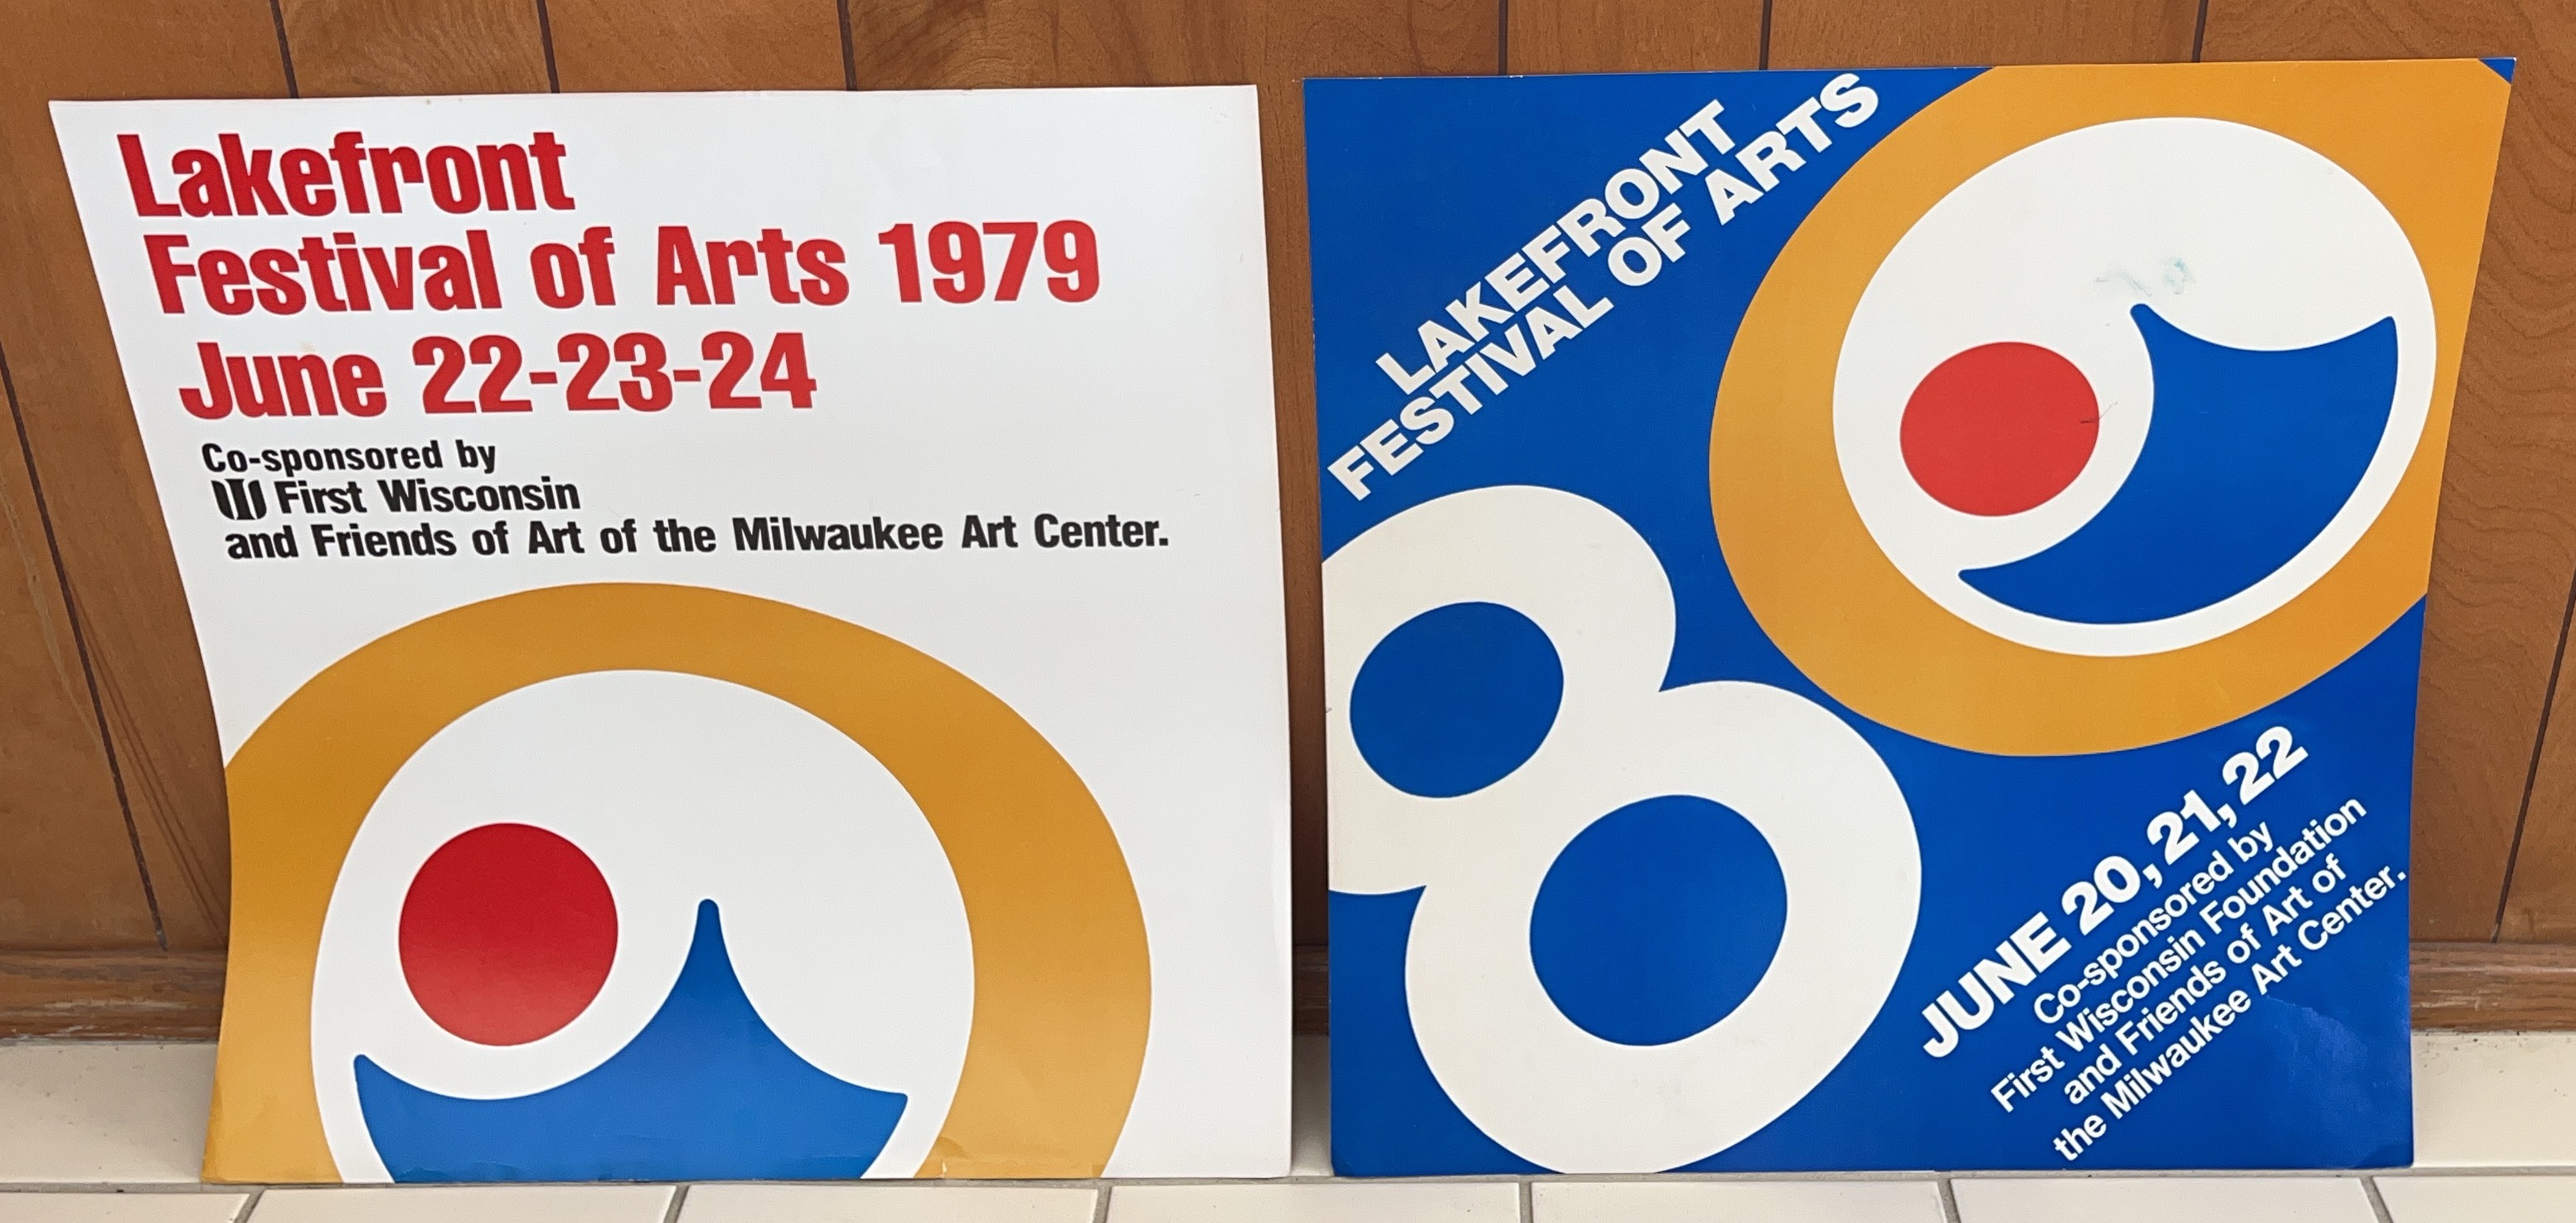 Lakefront
Festival of Arts 1979
June 22-23-24
Co-sponsored by
First Wisconsin
and Friends of Art of the Milwaukee Art Center.
LAKEFRONT
FESTIVAL OF ARTS
80
JUNE 20, 21, 22
Co-sponsored by
First Wisconsin Foundation
and Friends of Art of
the Milwaukee Art Center.